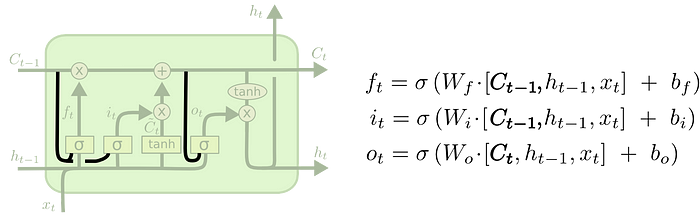 h_t
C_{t-1}
C_t
x
+
tanh
f_t
i_t
o_t
x
x
C̃_t
σ
σ
tanh
σ
h_{t-1}
h_t
x_t
f_t = σ (W_f·[C_{t-1}, h_{t-1}, x_t] + b_f)
i_t = σ (W_i·[C_{t-1}, h_{t-1}, x_t] + b_i)
o_t = σ (W_o·[C_t, h_{t-1}, x_t] + b_o)